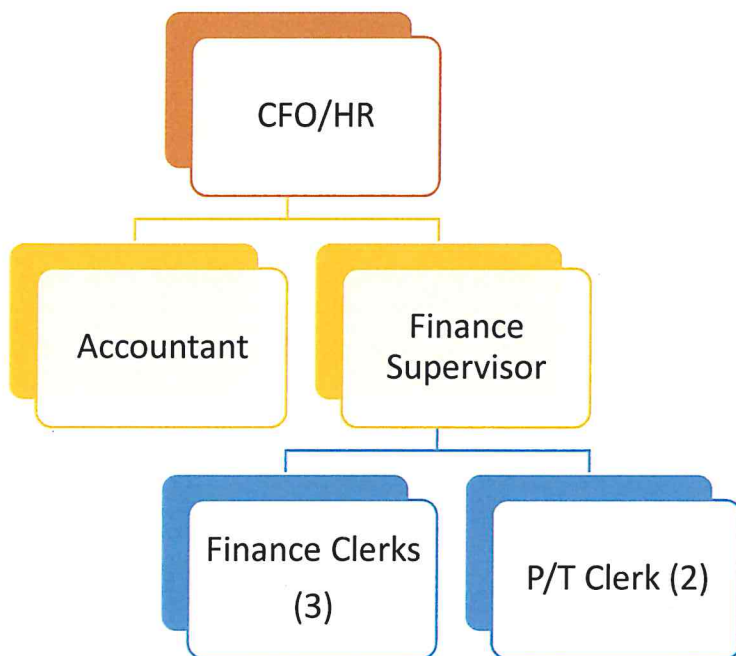 CFO/HR
Accountant
Finance
Supervisor
Finance Clerks
(3)
P/T Clerk (2)